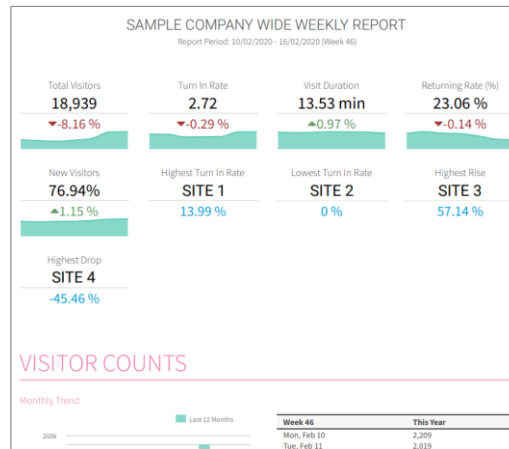 SAMPLE COMPANY WIDE WEEKLY REPORT
Report Period: 10/02/2020 - 16/02/2020 (Week 46)
Total Visitors
18,939
-8.16 %
Turn In Rate
2.72
-0.29 %
Visit Duration
13.53 min
0.97 %
Returning Rate (%)
23.06 %
-0.14 %
New Visitors
76.94%
1.15 %
Highest Turn In Rate
SITE 1
13.99 %
Lowest Turn In Rate
SITE 2
0 %
Highest Rise
SITE 3
57.14 %
Highest Drop
SITE 4
-45.46 %
VISITOR COUNTS
Monthly Trend
Last 12 Months
200k
Week 46 This Year
Mon, Feb 10 2,209
Tue, Feb 11 2,019